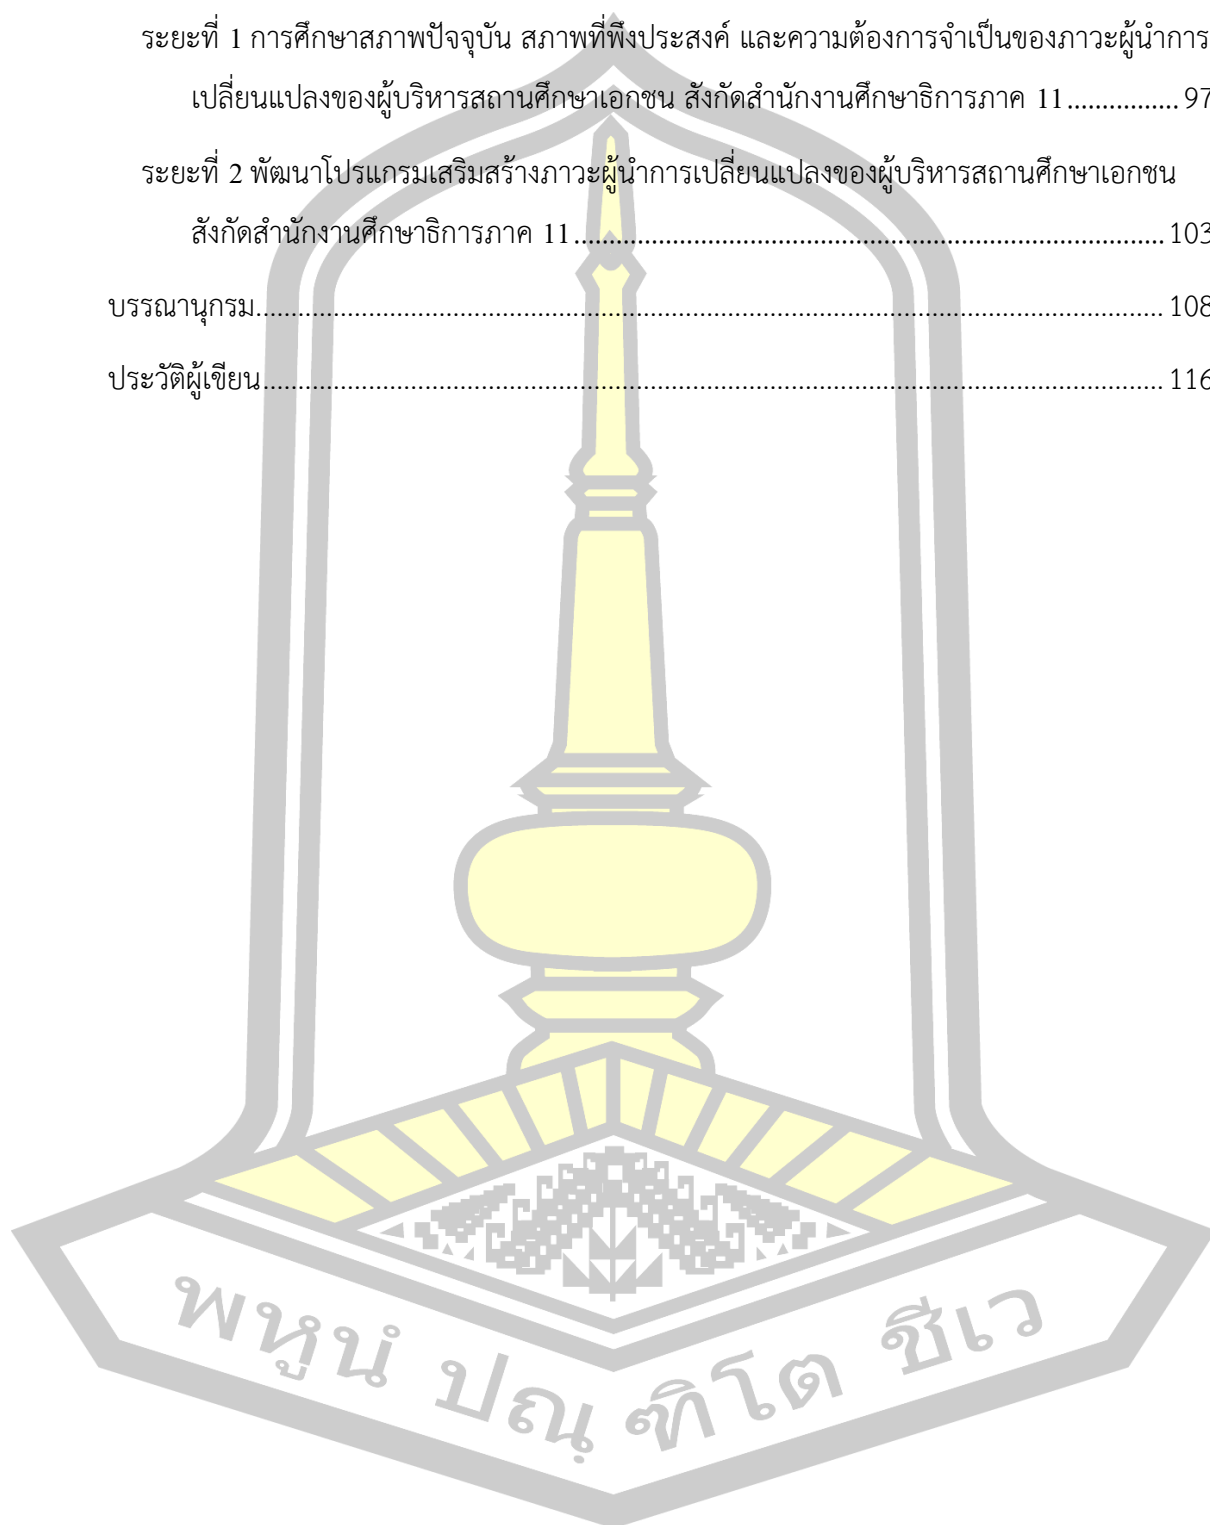 ระยะที่ 1 การศึกษาสภาพปัจจุบัน สภาพที่พึงประสงค์ และความต้องการจำเป็นของภาวะผู้นำการ
เปลี่ยนแปลงของผู้บริหารสถานศึกษาเอกชน สังกัดสำนักงานศึกษาธิการภาค 11................ 97
ระยะที่ 2 พัฒนาโปรแกรมเสริมสร้างภาวะผู้นำการเปลี่ยนแปลงของผู้บริหารสถานศึกษาเอกชน
สังกัดสำนักงานศึกษาธิการภาค 11.................................................................................... 103
บรรณานุกรม................................................................................................................................. 108
ประวัติผู้เขียน................................................................................................................................ 116
พหูนํ ปณฺฑิโต ชีเว